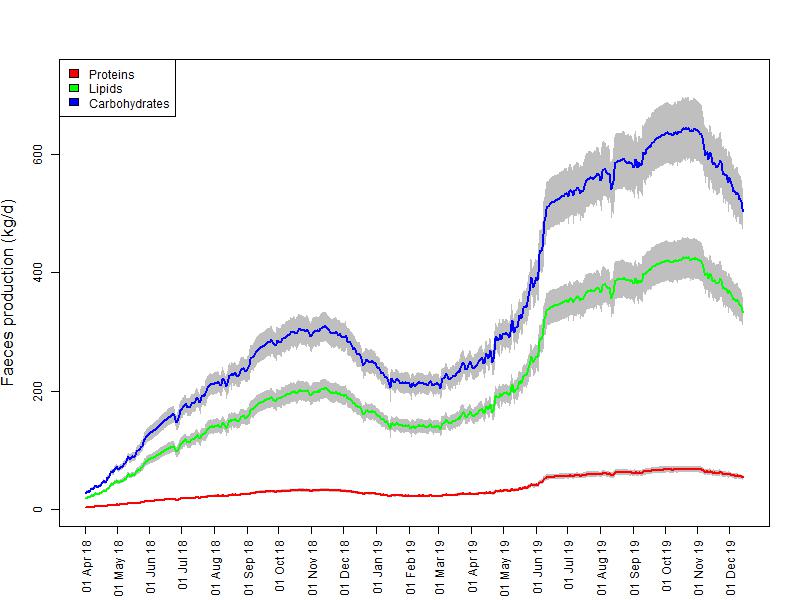 Proteins
Lipids
Carbohydrates
Faeces production (kg/d)
600
400
200
0
01 Apr 18
01 May 18
01 Jun 18
01 Jul 18
01 Aug 18
01 Sep 18
01 Oct 18
01 Nov 18
01 Dec 18
01 Jan 19
01 Feb 19
01 Mar 19
01 Apr 19
01 May 19
01 Jun 19
01 Jul 19
01 Aug 19
01 Sep 19
01 Oct 19
01 Nov 19
01 Dec 19